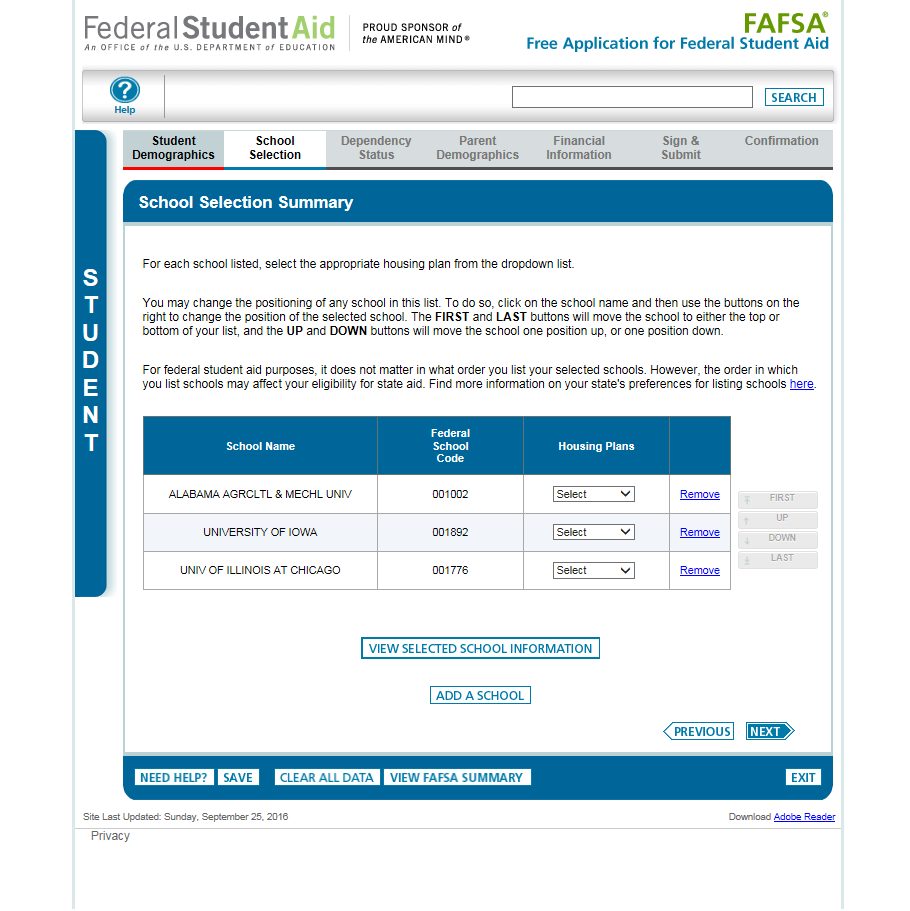 Federal Student Aid
An OFFICE of the U.S. DEPARTMENT of EDUCATION
PROUD SPONSOR of
the AMERICAN MIND®
FAFSA®
Free Application for Federal Student Aid
?
Help
SEARCH
Student
Demographics
School
Selection
Dependency
Status
Parent
Demographics
Financial
Information
Sign &
Submit
Confirmation
STUDENT
School Selection Summary
For each school listed, select the appropriate housing plan from the dropdown list.
You may change the positioning of any school in this list. To do so, click on the school name and then use the buttons on the
right to change the position of the selected school. The FIRST and LAST buttons will move the school to either the top or
bottom of your list, and the UP and DOWN buttons will move the school one position up, or one position down.
For federal student aid purposes, it does not matter in what order you list your selected schools. However, the order in which
you list schools may affect your eligibility for state aid. Find more information on your state's preferences for listing schools here.
School Name
Federal
School
Code
Housing Plans
ALABAMA AGRCLTL & MECHL UNIV 001002 Select Remove
UNIVERSITY OF IOWA 001892 Select Remove
UNIV OF ILLINOIS AT CHICAGO 001776 Select Remove
FIRST
UP
DOWN
LAST
VIEW SELECTED SCHOOL INFORMATION
ADD A SCHOOL
PREVIOUS NEXT
NEED HELP? SAVE CLEAR ALL DATA VIEW FAFSA SUMMARY EXIT
Site Last Updated: Sunday, September 25, 2016 Download Adobe Reader
Privacy